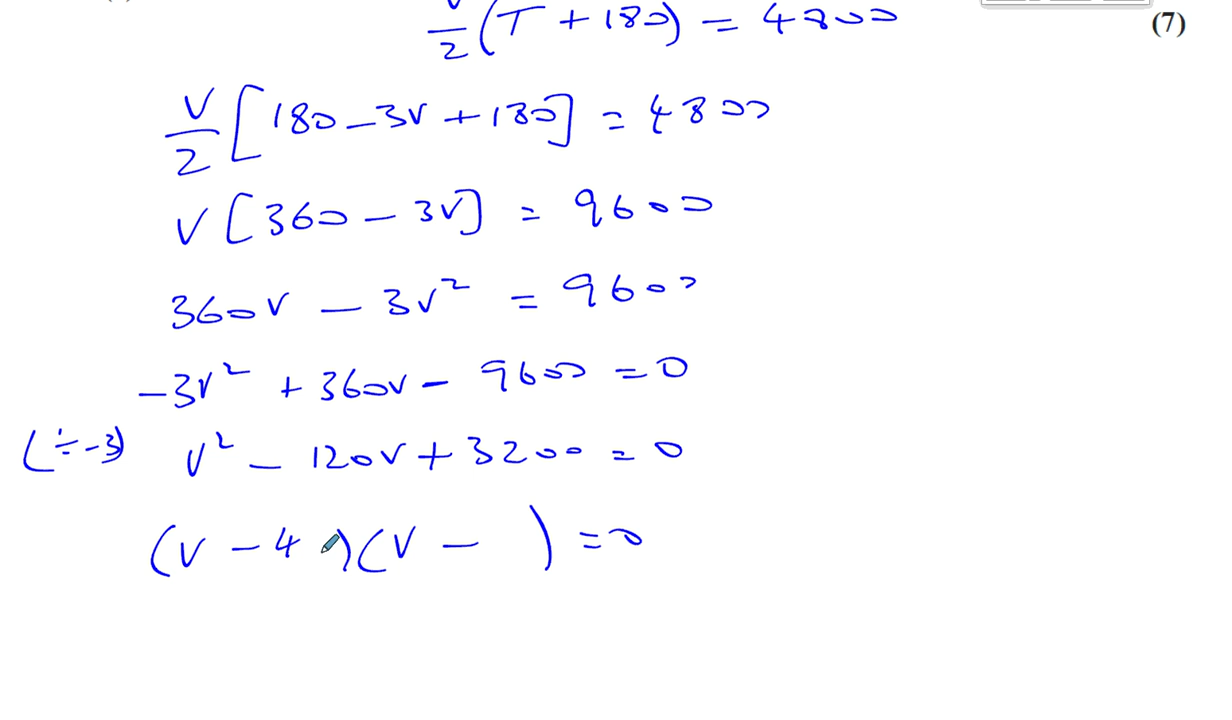 V/2 (T + 180) = 4800
(7)
V/2 [180 - 3V + 180] = 4800
V[360 - 3V] = 9600
360V - 3V² = 9600
-3V² + 360V - 9600 = 0
(÷-3) V² - 120V + 3200 = 0
(V - 4 )(V - ) = 0